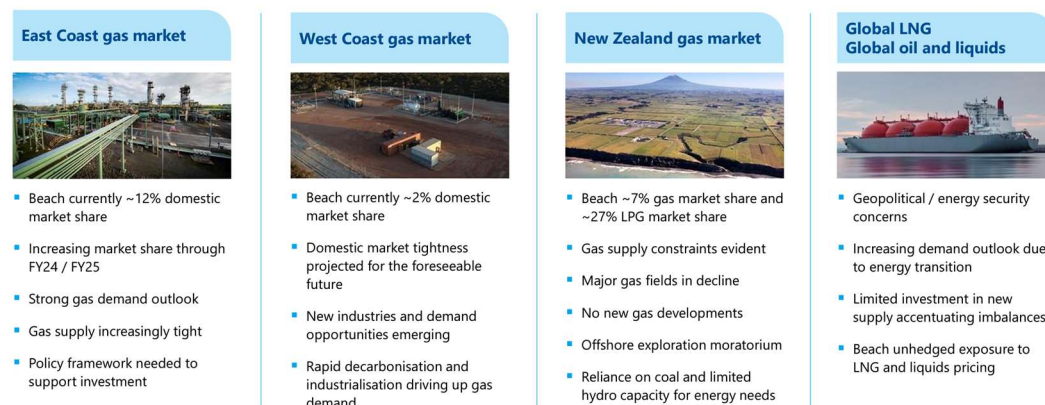 East Coast gas market
Beach currently ~12% domestic
market share
Increasing market share through
FY24 / FY25
Strong gas demand outlook
Gas supply increasingly tight
Policy framework needed to
support investment
West Coast gas market
Beach currently ~2% domestic
market share
Domestic market tightness
projected for the foreseeable
future
New industries and demand
opportunities emerging
Rapid decarbonisation and
industrialisation driving up gas
demand
New Zealand gas market
Beach ~7% gas market share and
~27% LPG market share
Gas supply constraints evident
Major gas fields in decline
No new gas developments
Offshore exploration moratorium
Reliance on coal and limited
hydro capacity for energy needs
Global LNG
Global oil and liquids
Geopolitical / energy security
concerns
Increasing demand outlook due
to energy transition
Limited investment in new
supply accentuating imbalances
Beach unhedged exposure to
LNG and liquids pricing